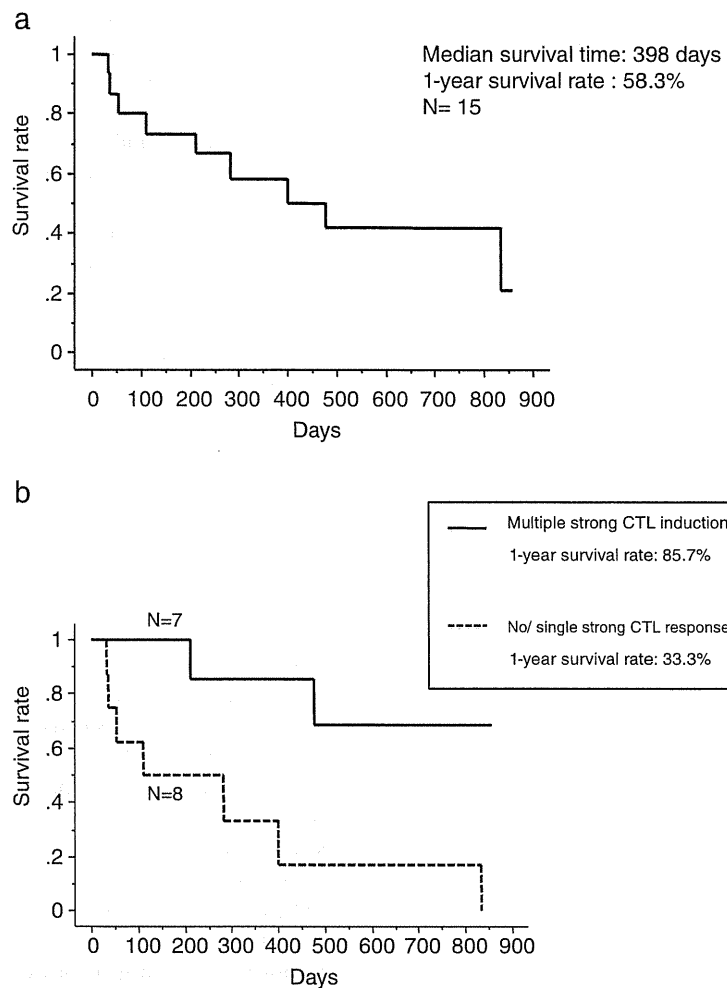 a
Median survival time: 398 days
1-year survival rate : 58.3%
N= 15
Survival rate
1
.8
.6
.4
.2
0
0 100 200 300 400 500 600 700 800 900
Days
b
Multiple strong CTL induction
1-year survival rate: 85.7%
No/ single strong CTL response
1-year survival rate: 33.3%
N=7
N=8
Survival rate
1
.8
.6
.4
.2
0
0 100 200 300 400 500 600 700 800 900
Days